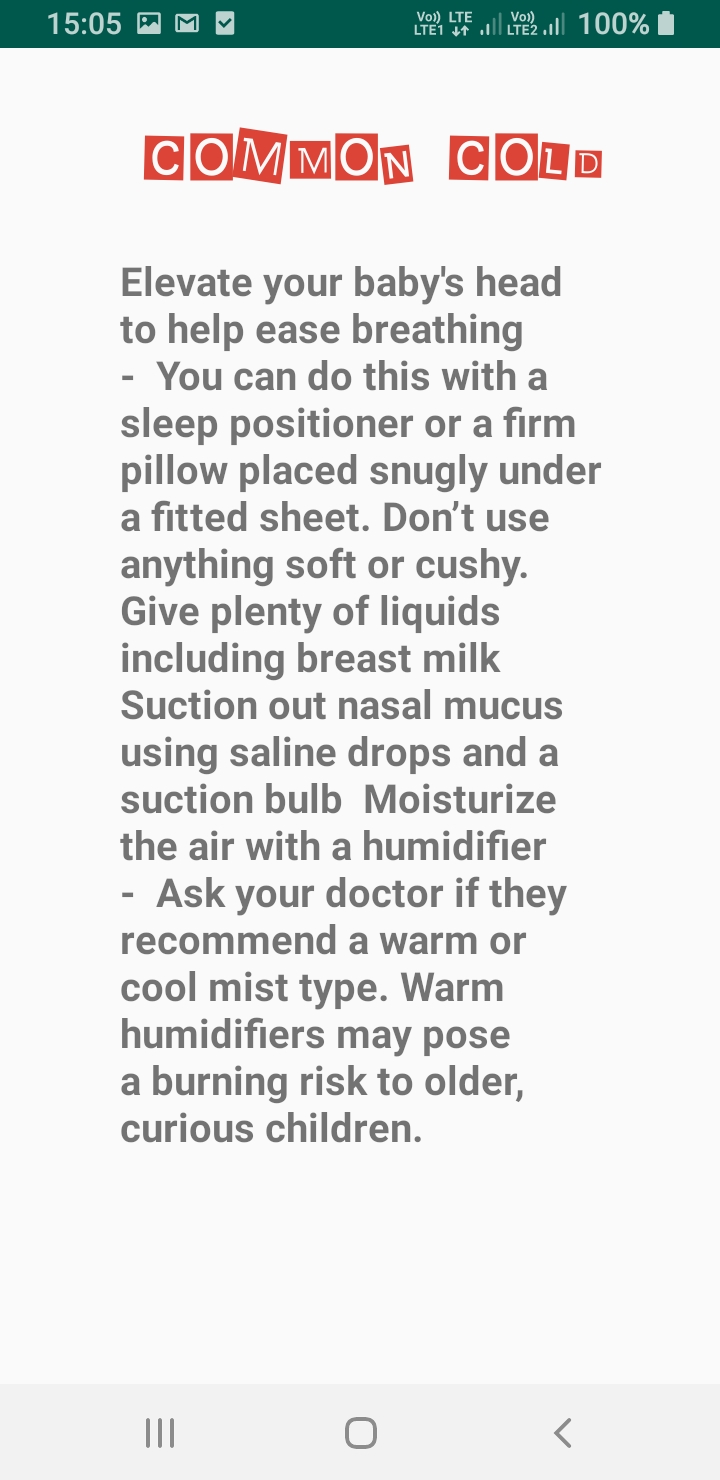 15:05 Vo)) LTE LTE1 Vo)) LTE2 100%
COMMON COLD
Elevate your baby's head
to help ease breathing
-  You can do this with a
sleep positioner or a firm
pillow placed snugly under
a fitted sheet. Don’t use
anything soft or cushy.
Give plenty of liquids
including breast milk
Suction out nasal mucus
using saline drops and a
suction bulb  Moisturize
the air with a humidifier
-  Ask your doctor if they
recommend a warm or
cool mist type. Warm
humidifiers may pose
a burning risk to older,
curious children.